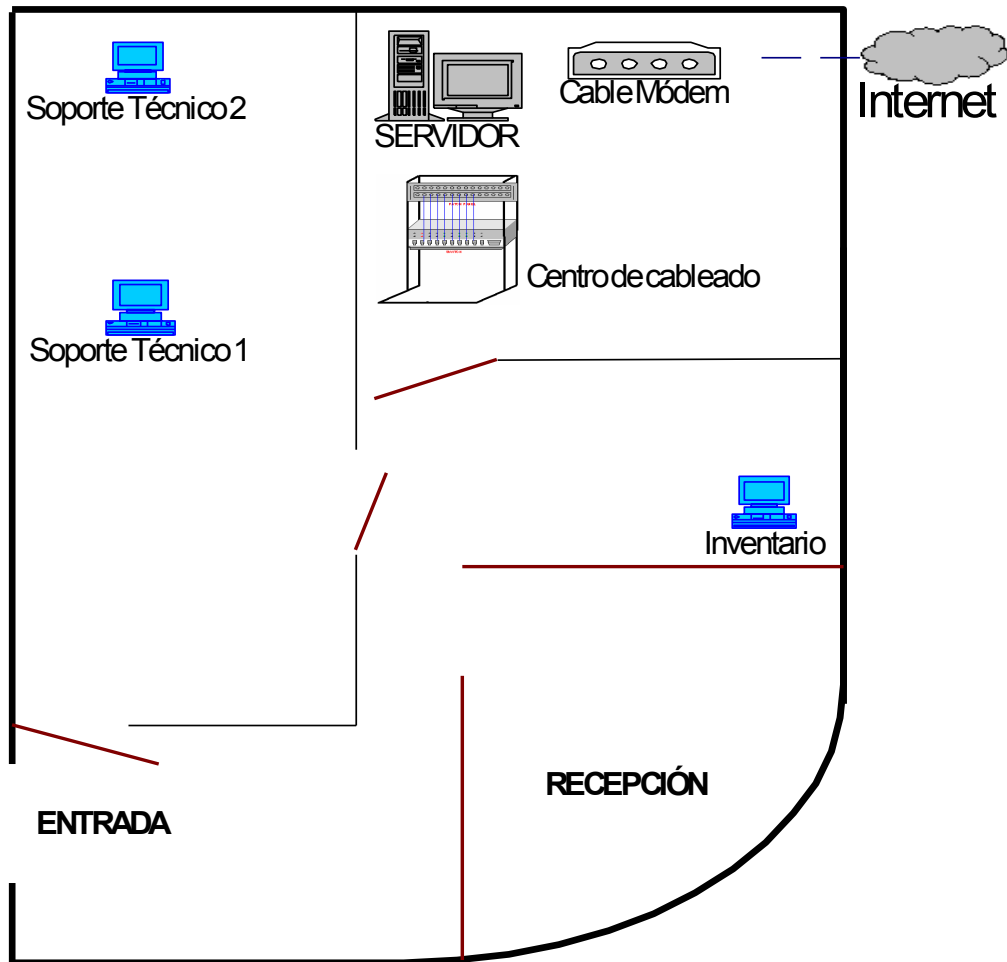 Soporte Técnico 2
SERVIDOR
Cable Módem
Internet
Centro de cableado
Soporte Técnico 1
Inventario
RECEPCIÓN
ENTRADA